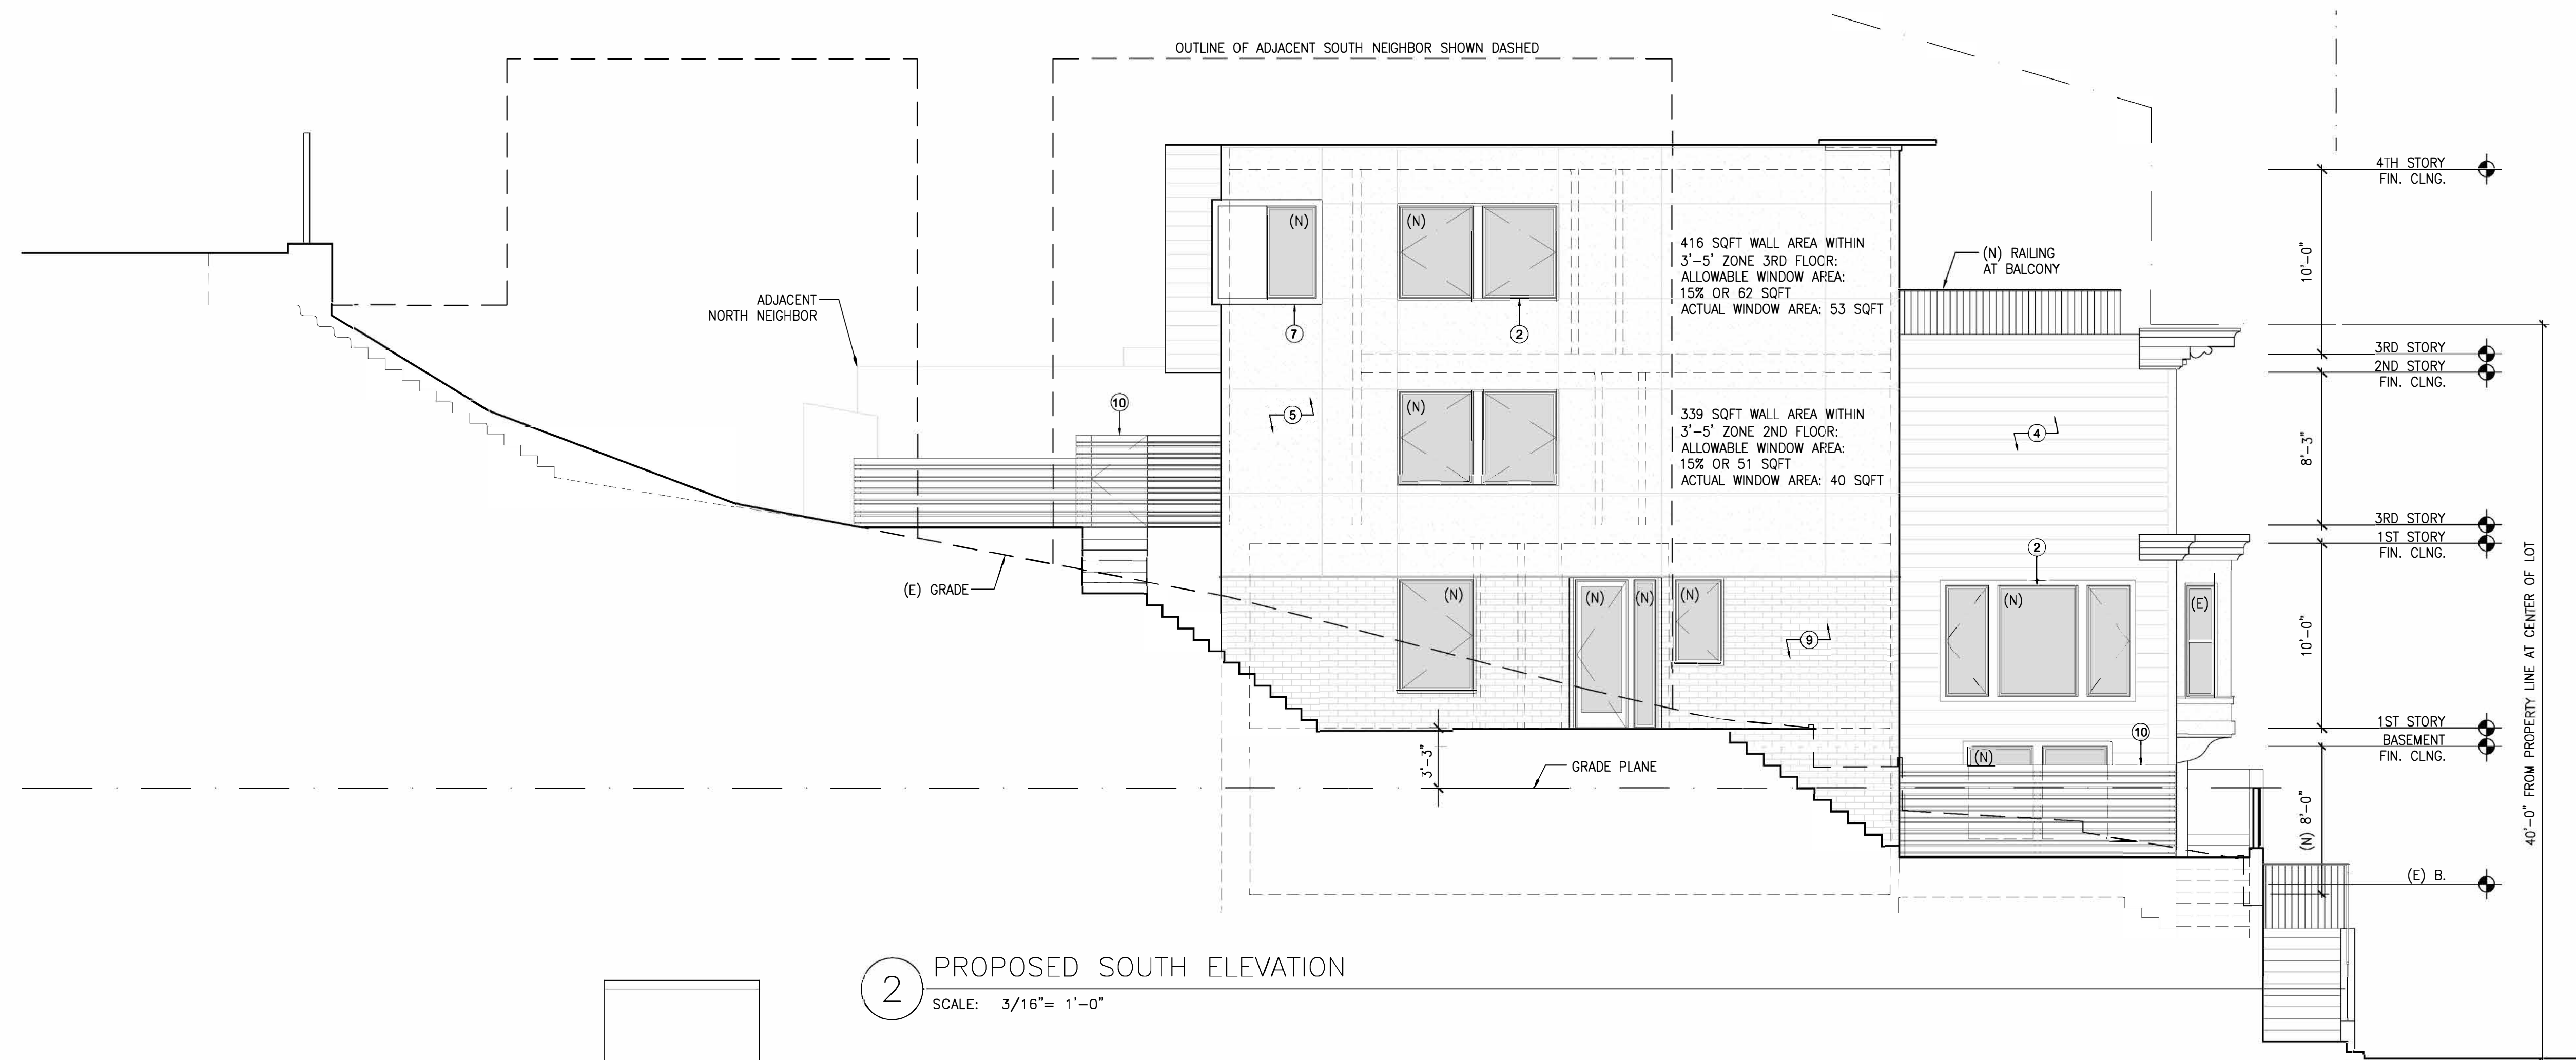 OUTLINE OF ADJACENT SOUTH NEIGHBOR SHOWN DASHED
4TH STORY
FIN. CLNG.
(N)
(N)
416 SQFT WALL AREA WITHIN
3'-5' ZONE 3RD FLOOR:
ALLOWABLE WINDOW AREA:
15% OR 62 SQFT
ACTUAL WINDOW AREA: 53 SQFT
(N) RAILING
AT BALCONY
10'-0"
ADJACENT
NORTH NEIGHBOR
7
2
3RD STORY
2ND STORY
FIN. CLNG.
10
5
(N)
339 SQFT WALL AREA WITHIN
3'-5' ZONE 2ND FLOOR:
ALLOWABLE WINDOW AREA:
15% OR 51 SQFT
ACTUAL WINDOW AREA: 40 SQFT
4
8'-3"
3RD STORY
1ST STORY
FIN. CLNG.
2
(E) GRADE
(N)
(N)
(N)
(N)
(N)
(E)
9
10'-0"
40'-0" FROM PROPERTY LINE AT CENTER OF LOT
1ST STORY
BASEMENT
FIN. CLNG.
10
(N)
3'-3"
GRADE PLANE
(N) 8'-0"
(E) B.
2
PROPOSED SOUTH ELEVATION
SCALE: 3/16"= 1'-0"